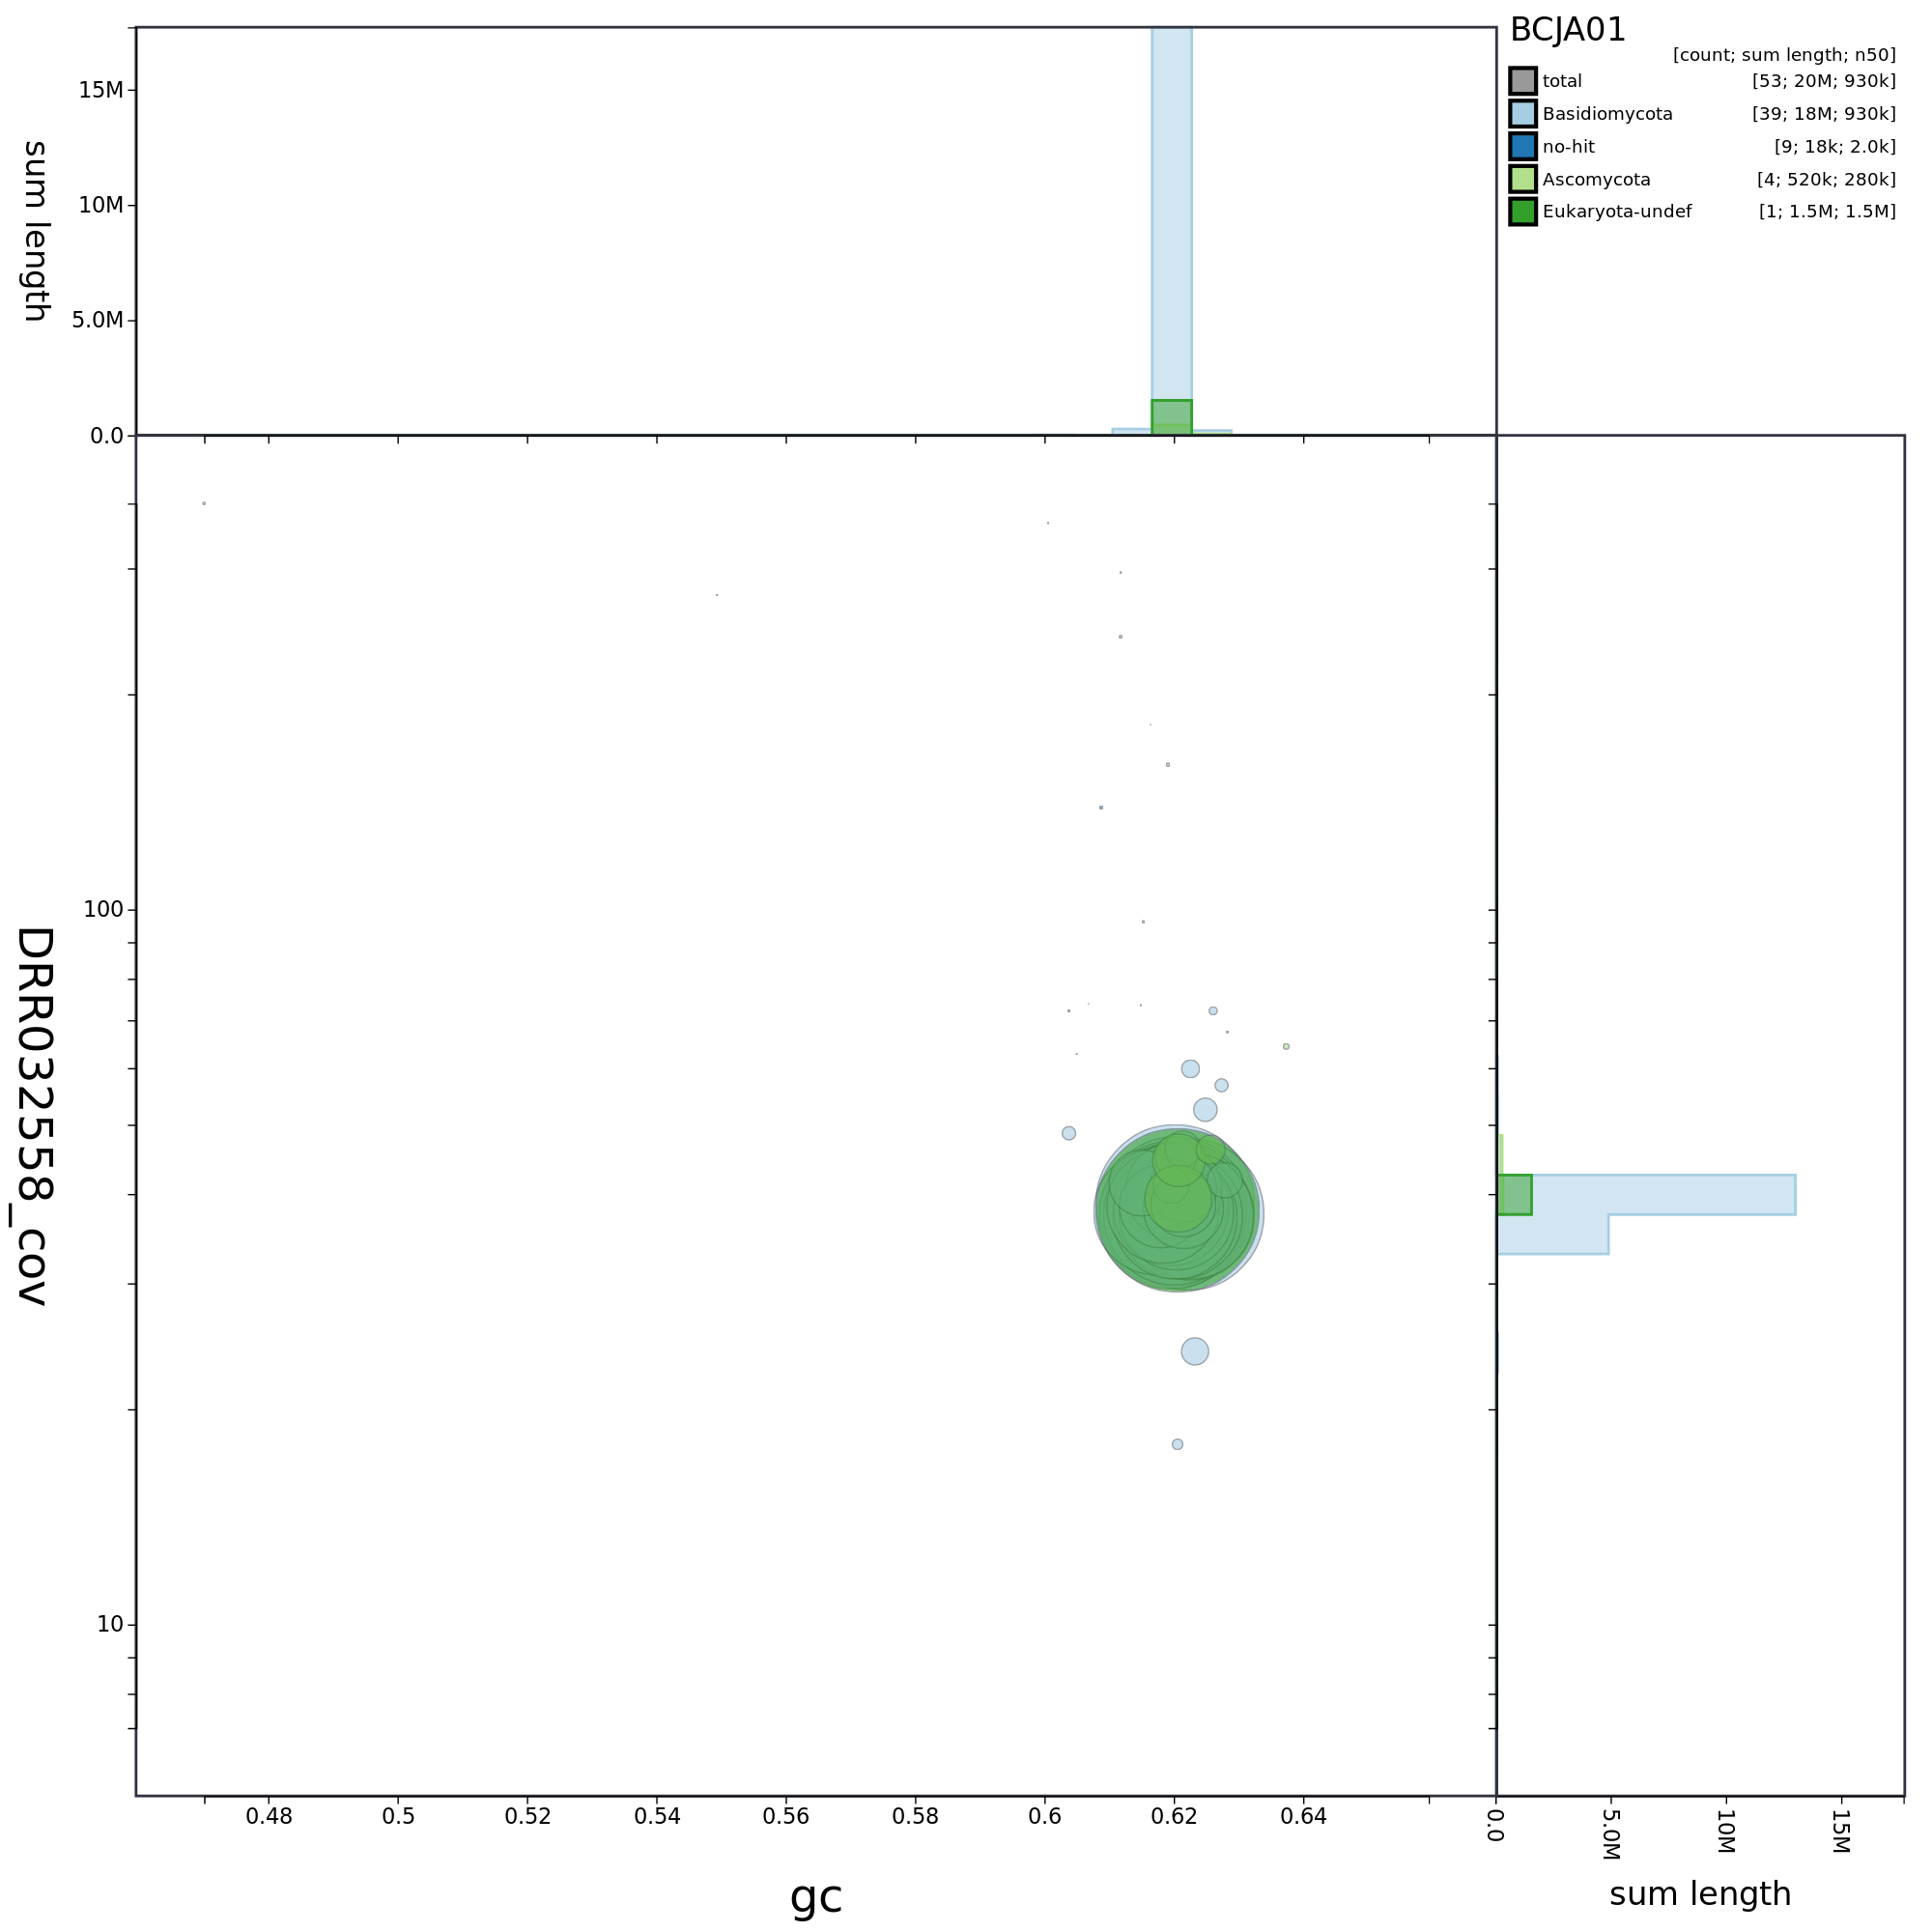 BCJA01
[count; sum length; n50]
total [53; 20M; 930k]
Basidiomycota [39; 18M; 930k]
no-hit [9; 18k; 2.0k]
Ascomycota [4; 520k; 280k]
Eukaryota-undef [1; 1.5M; 1.5M]
sum length
15M
10M
5.0M
0.0
DRR032558_cov
100
10
0.48 0.5 0.52 0.54 0.56 0.58 0.6 0.62 0.64
gc
0.0 5.0M 10M 15M
sum length